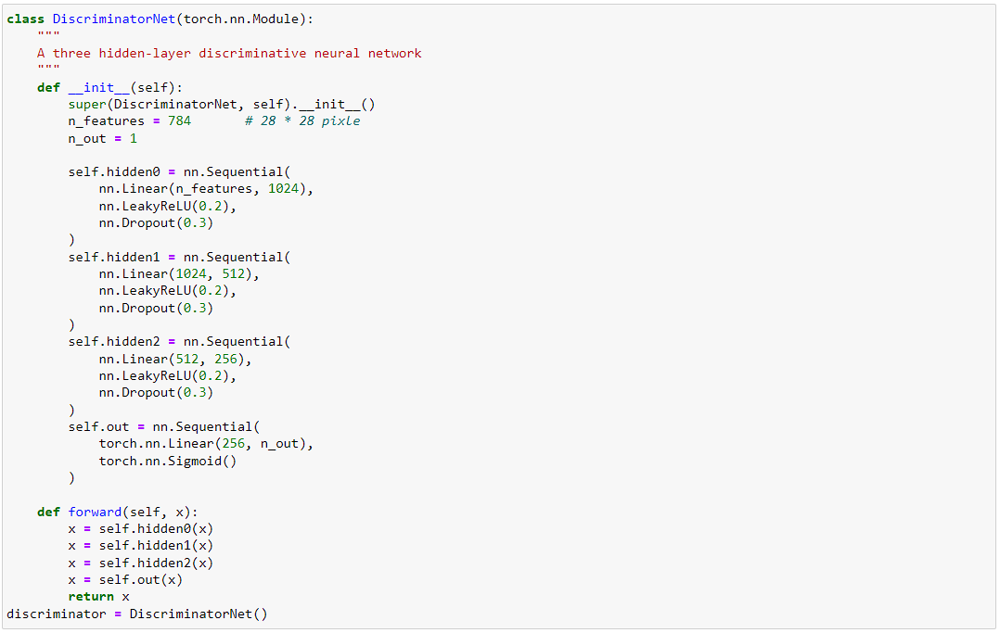 class DiscriminatorNet(torch.nn.Module):
    """
    A three hidden-layer discriminative neural network
    """
    def __init__(self):
        super(DiscriminatorNet, self).__init__()
        n_features = 784       # 28 * 28 pixle
        n_out = 1

        self.hidden0 = nn.Sequential(
            nn.Linear(n_features, 1024),
            nn.LeakyReLU(0.2),
            nn.Dropout(0.3)
        )
        self.hidden1 = nn.Sequential(
            nn.Linear(1024, 512),
            nn.LeakyReLU(0.2),
            nn.Dropout(0.3)
        )
        self.hidden2 = nn.Sequential(
            nn.Linear(512, 256),
            nn.LeakyReLU(0.2),
            nn.Dropout(0.3)
        )
        self.out = nn.Sequential(
            torch.nn.Linear(256, n_out),
            torch.nn.Sigmoid()
        )

    def forward(self, x):
        x = self.hidden0(x)
        x = self.hidden1(x)
        x = self.hidden2(x)
        x = self.out(x)
        return x
discriminator = DiscriminatorNet()